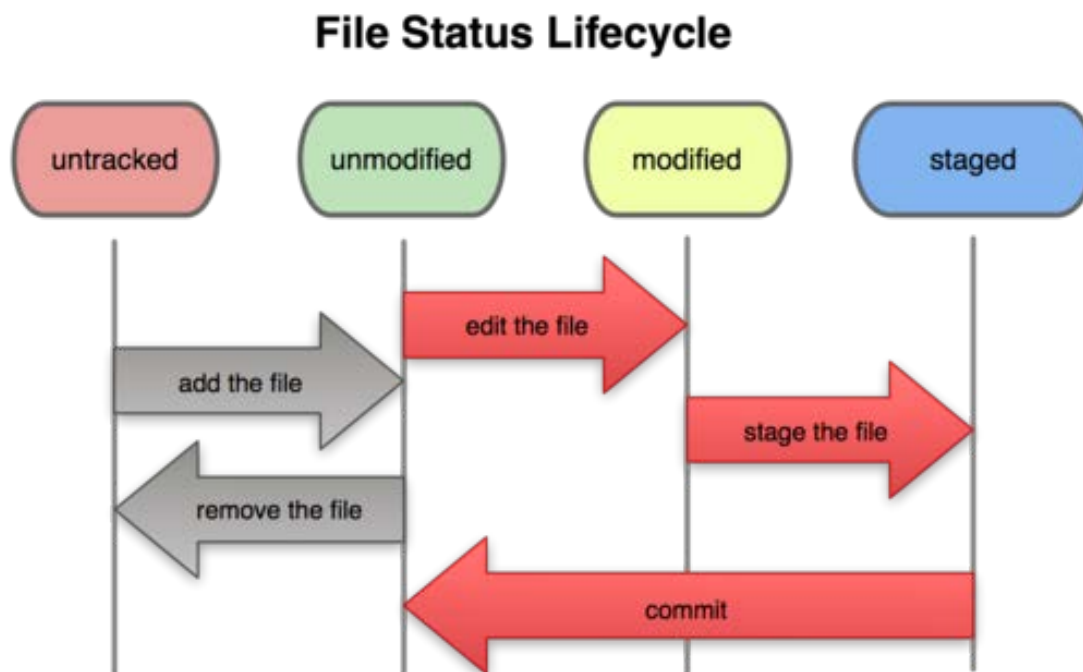 File Status Lifecycle
untracked
unmodified
modified
staged
edit the file
add the file
stage the file
remove the file
commit